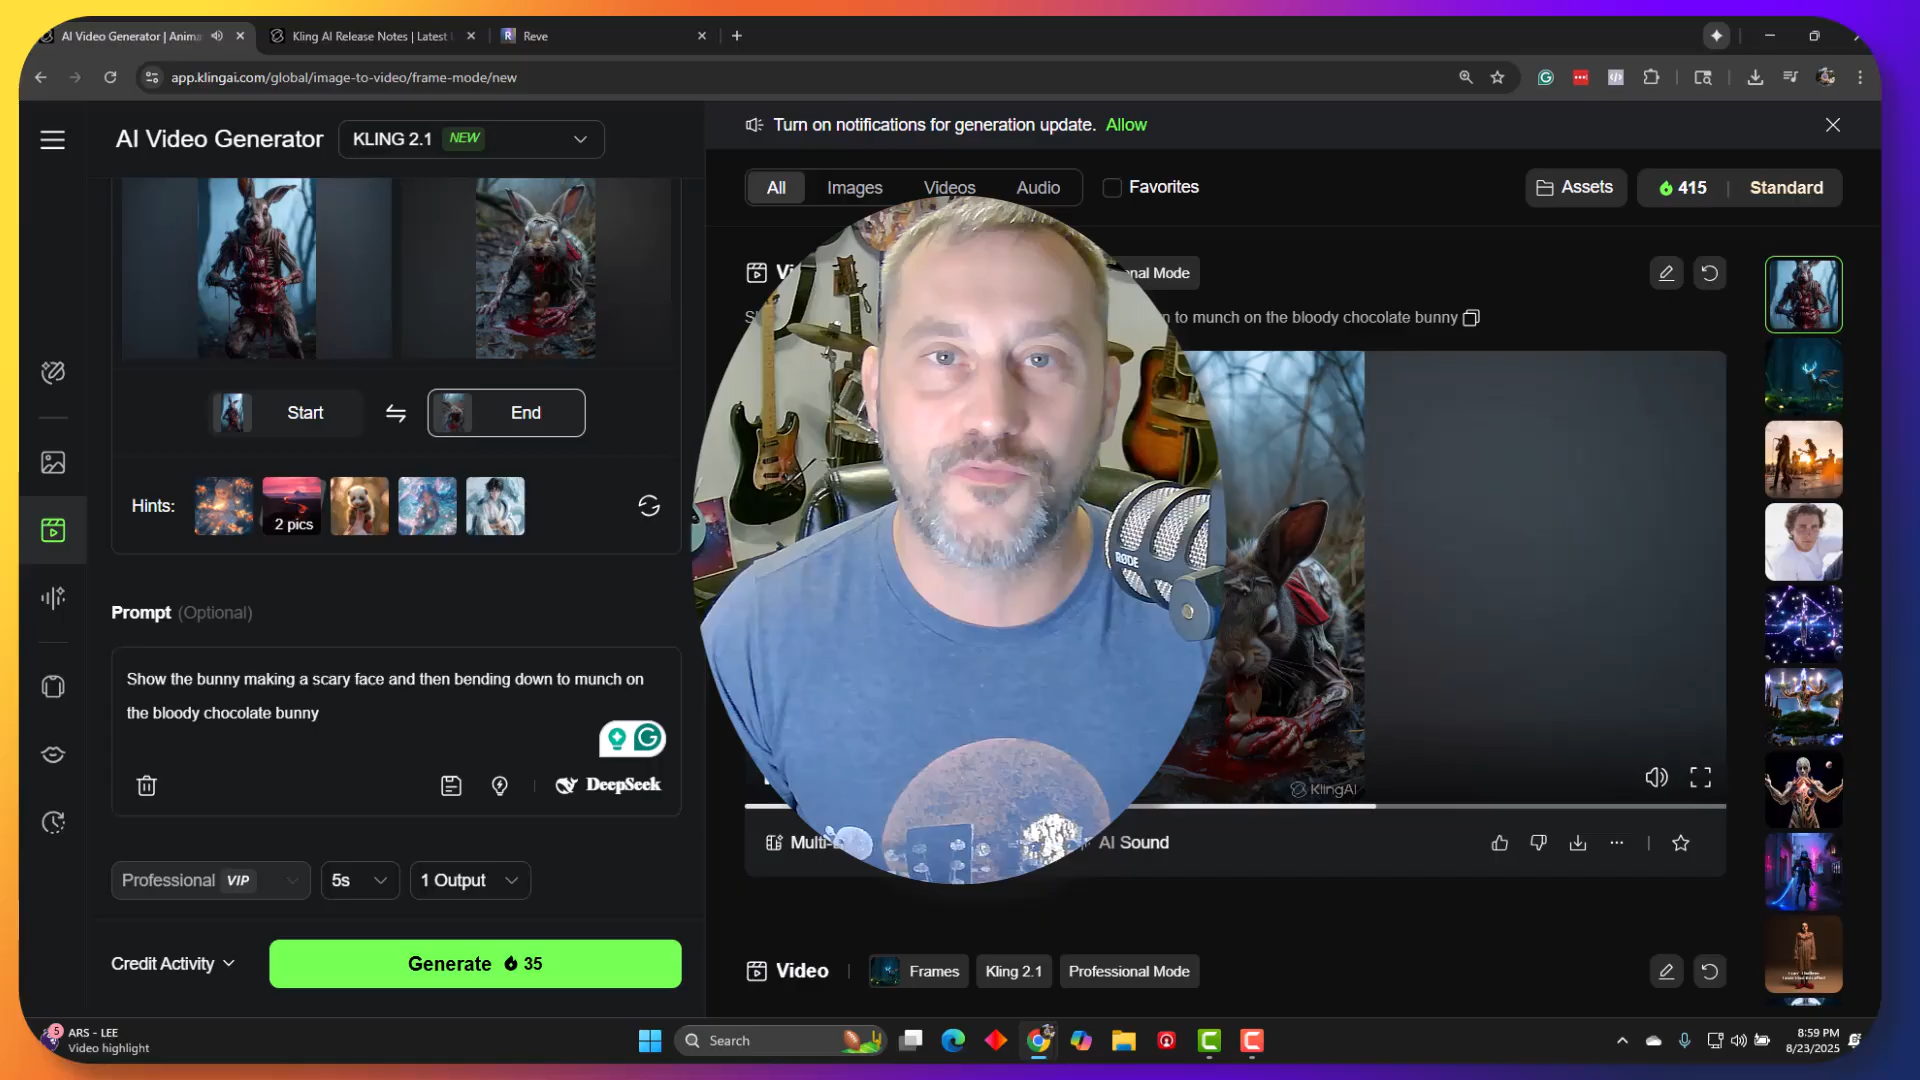 AI Video Generator | Anima
Kling AI Release Notes | Latest
Reve
app.klingai.com/global/image-to-video/frame-mode/new
AI Video Generator
KLING 2.1 NEW
Turn on notifications for generation update. Allow
All
Images
Videos
Audio
Favorites
Assets
415
Standard
nal Mode
n to munch on the bloody chocolate bunny
Start
End
Hints:
2 pics
Prompt (Optional)
Show the bunny making a scary face and then bending down to munch on
the bloody chocolate bunny
DeepSeek
RØDE
KlingAI
Multi-
AI Sound
Professional VIP
5s
1 Output
Credit Activity
Generate 35
Video
Frames
Kling 2.1
Professional Mode
5
ARS - LEE
Video highlight
Search
8:59 PM
8/23/2025